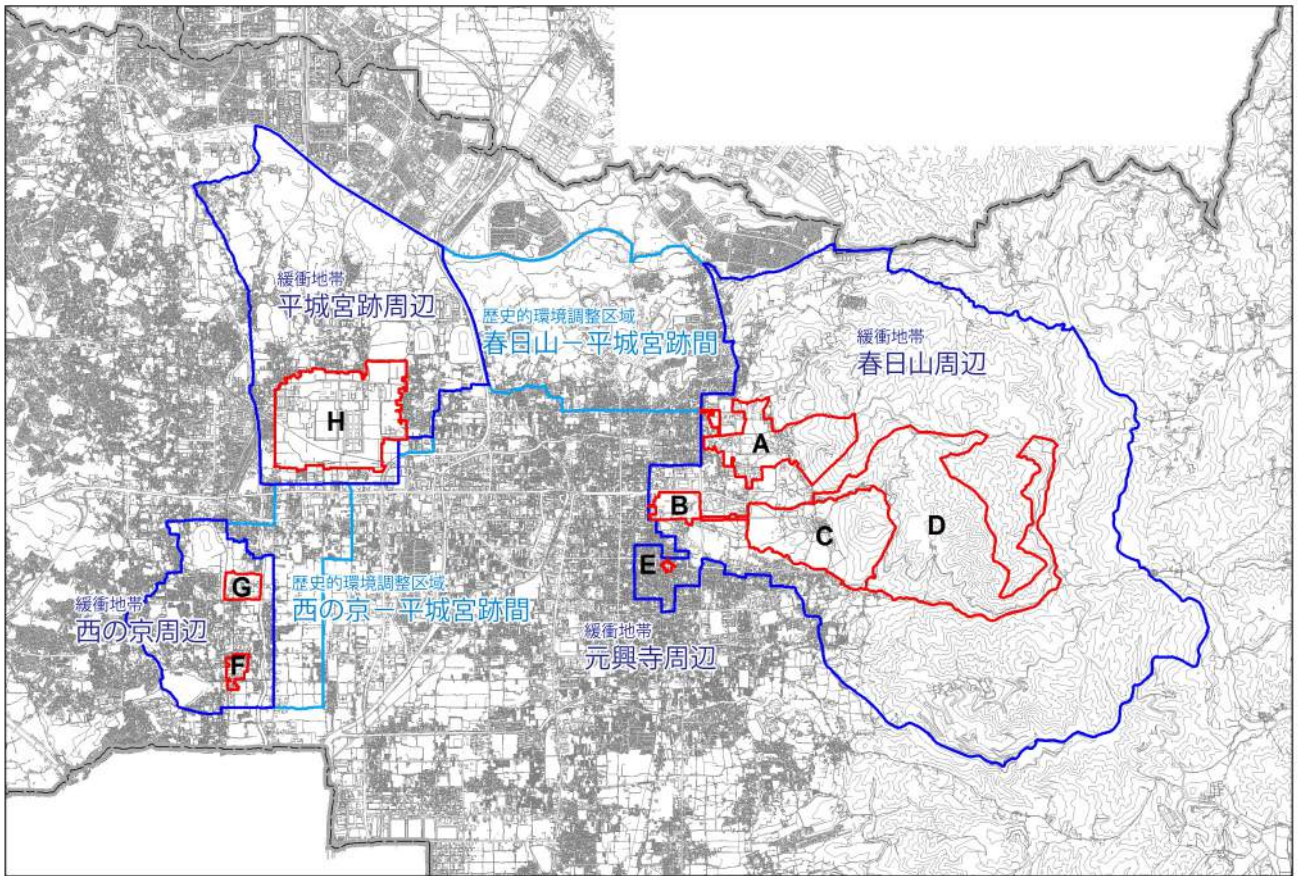 緩衝地帯
平城宮跡周辺
歴史的環境調整区域
春日山－平城宮跡間
緩衝地帯
春日山周辺
H
A
B
C
D
E
G
F
歴史的環境調整区域
西の京－平城宮跡間
緩衝地帯
西の京周辺
緩衝地帯
元興寺周辺